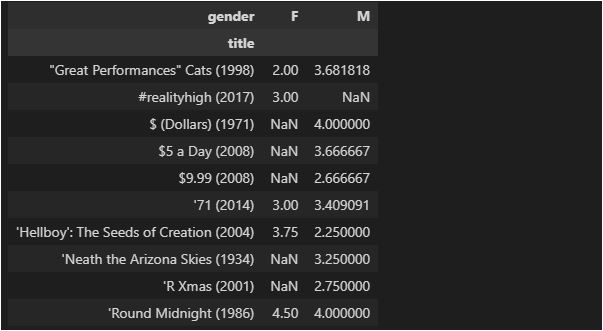 gender F M
title
"Great Performances" Cats (1998) 2.00 3.681818
#realityhigh (2017) 3.00 NaN
$ (Dollars) (1971) NaN 4.000000
$5 a Day (2008) NaN 3.666667
$9.99 (2008) NaN 2.666667
'71 (2014) 3.00 3.409091
'Hellboy': The Seeds of Creation (2004) 3.75 2.250000
'Neath the Arizona Skies (1934) NaN 3.250000
'R Xmas (2001) NaN 2.750000
'Round Midnight (1986) 4.50 4.000000